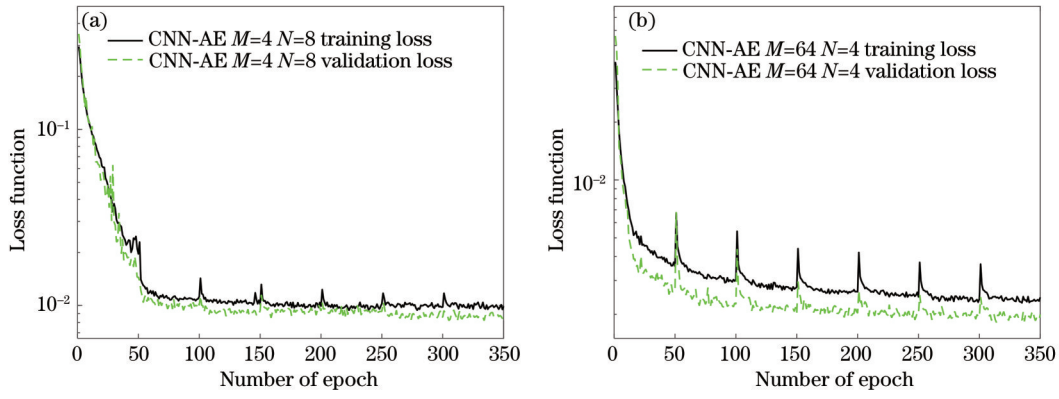 (a)
CNN-AE M=4 N=8 training loss
CNN-AE M=4 N=8 validation loss
Loss function
10⁻¹
10⁻²
0 50 100 150 200 250 300 350
Number of epoch
(b)
CNN-AE M=64 N=4 training loss
CNN-AE M=64 N=4 validation loss
Loss function
10⁻²
0 50 100 150 200 250 300 350
Number of epoch